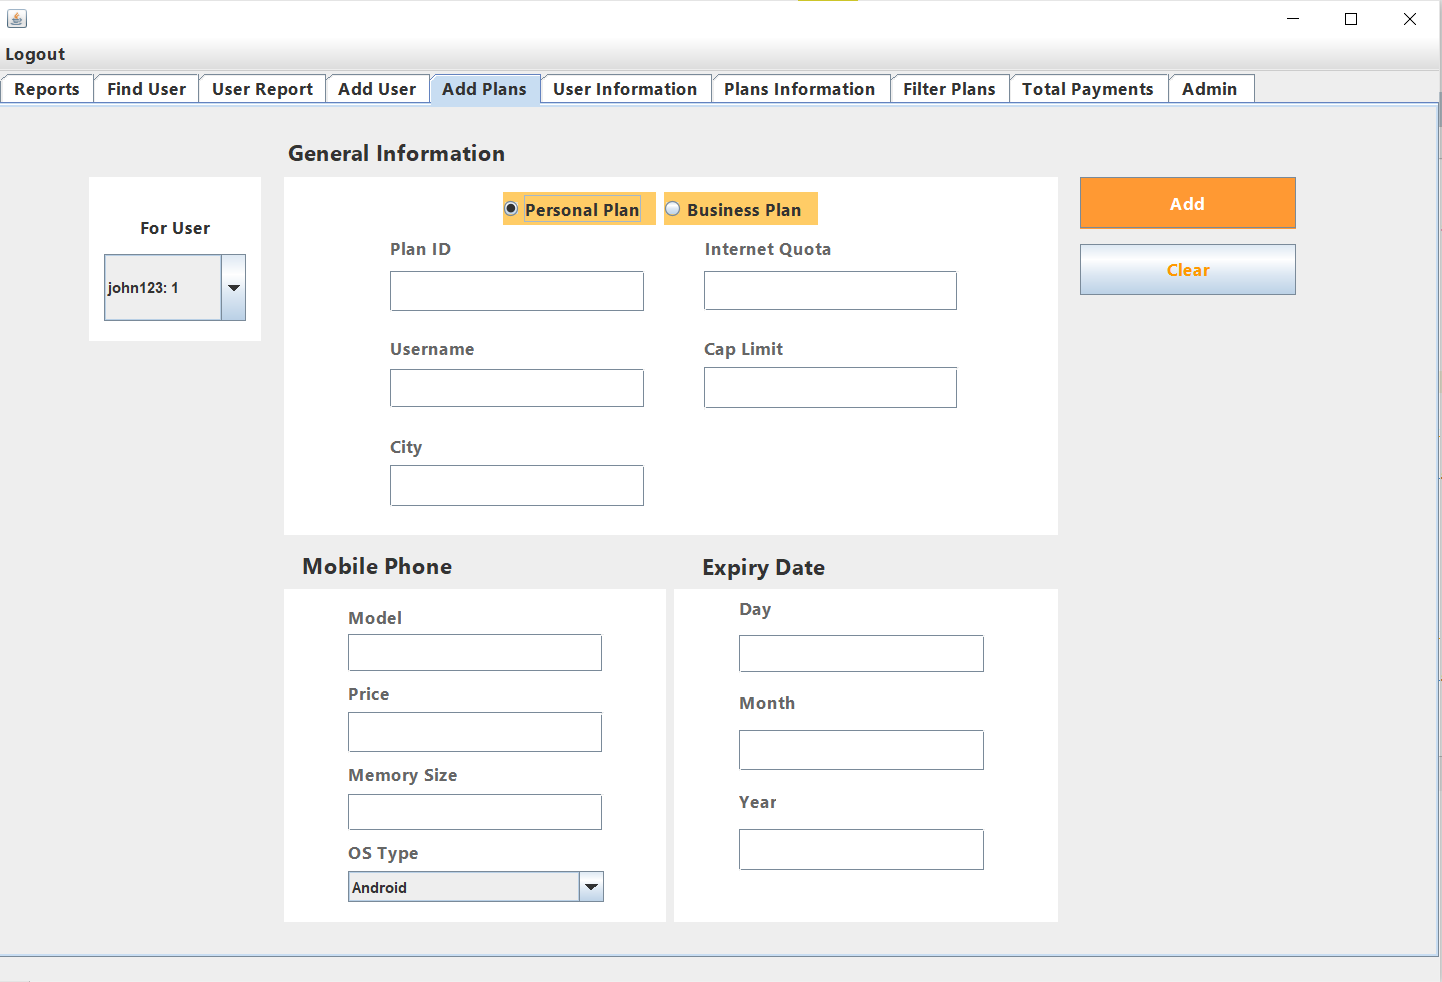 Logout
Reports Find User User Report Add User Add Plans User Information Plans Information Filter Plans Total Payments Admin
General Information
For User
john123: 1
Personal Plan Business Plan
Plan ID Internet Quota
Username Cap Limit
City
Add
Clear
Mobile Phone
Model
Price
Memory Size
OS Type
Android
Expiry Date
Day
Month
Year